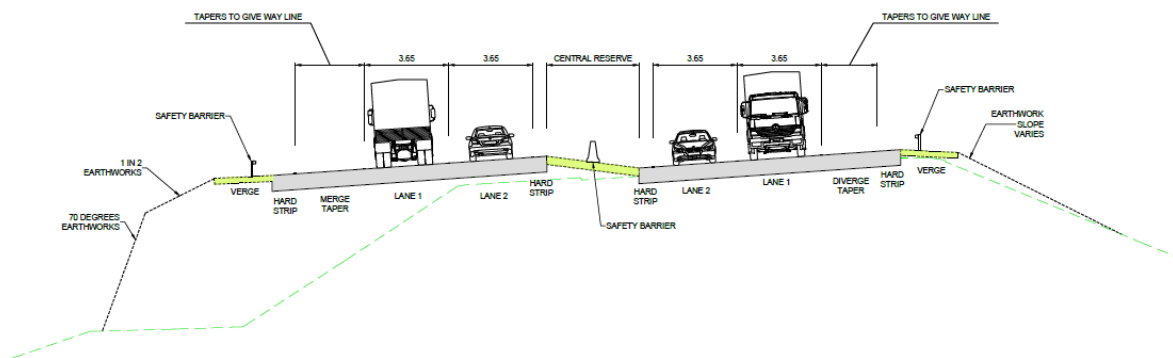 TAPERS TO GIVE WAY LINE
TAPERS TO GIVE WAY LINE
3.65
3.65
CENTRAL RESERVE
3.65
3.65
SAFETY BARRIER
SAFETY BARRIER
EARTHWORK
SLOPE
VARIES
1 IN 2
EARTHWORKS
VERGE
HARD
STRIP
MERGE
TAPER
LANE 1
LANE 2
HARD
STRIP
SAFETY BARRIER
HARD
STRIP
LANE 2
LANE 1
DIVERGE
TAPER
HARD
STRIP
VERGE
70 DEGREES
EARTHWORKS